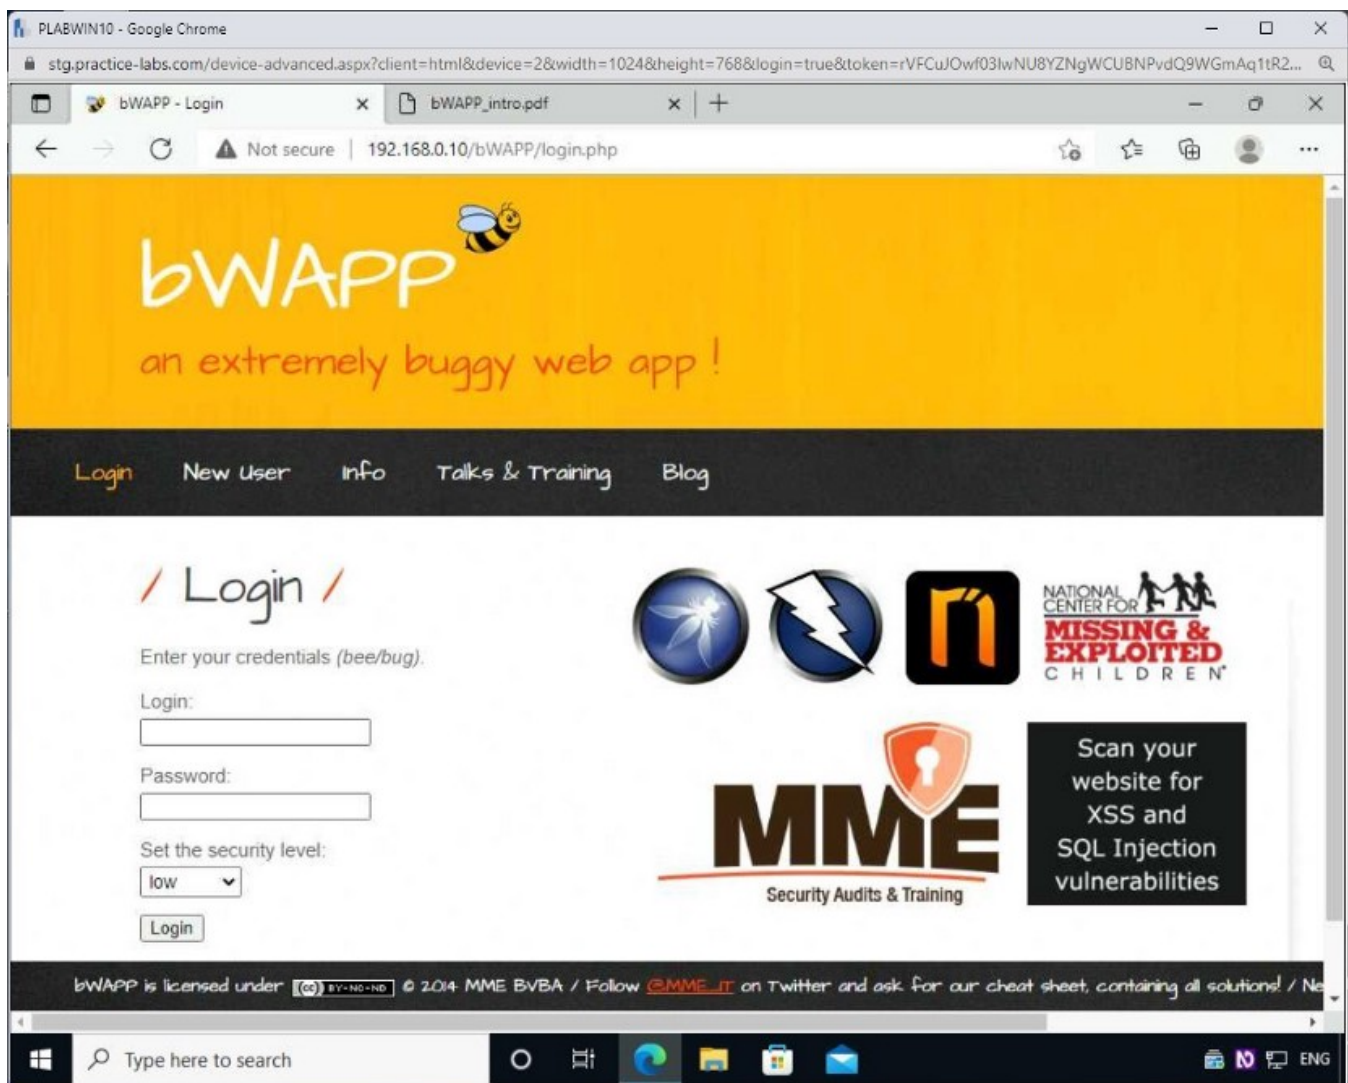 PLABWIN10 - Google Chrome
stg.practice-labs.com/device-advanced.aspx?client=html&device=2&width=1024&height=768&login=true&token=rVFCuJOwf03IwNU8YZNgWCUBNPvdQ9WGmAq1tR2...
bWAPP - Login
bWAPP_intro.pdf
Not secure | 192.168.0.10/bWAPP/login.php
bWAPP
an extremely buggy web app !
Login New User Info Talks & Training Blog
/ Login /
Enter your credentials (bee/bug).
Login:
Password:
Set the security level:
low
Login
NATIONAL
CENTER FOR
MISSING &
EXPLOITED
CHILDREN
MME
Security Audits & Training
Scan your
website for
XSS and
SQL Injection
vulnerabilities
bWAPP is licensed under (cc) BY-NC-ND © 2014 MME BVBA / Follow @MME_IT on Twitter and ask for our cheat sheet, containing all solutions! / Ne
Type here to search
ENG